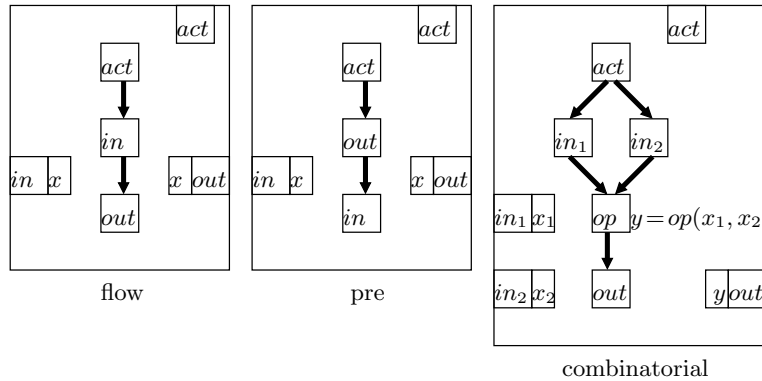 act act act
act act act
in out in₁ in₂
in x x out in x x out
out in in₁ x₁ op y=op(x₁, x₂
flow pre in₂ x₂ out y out
combinatorial